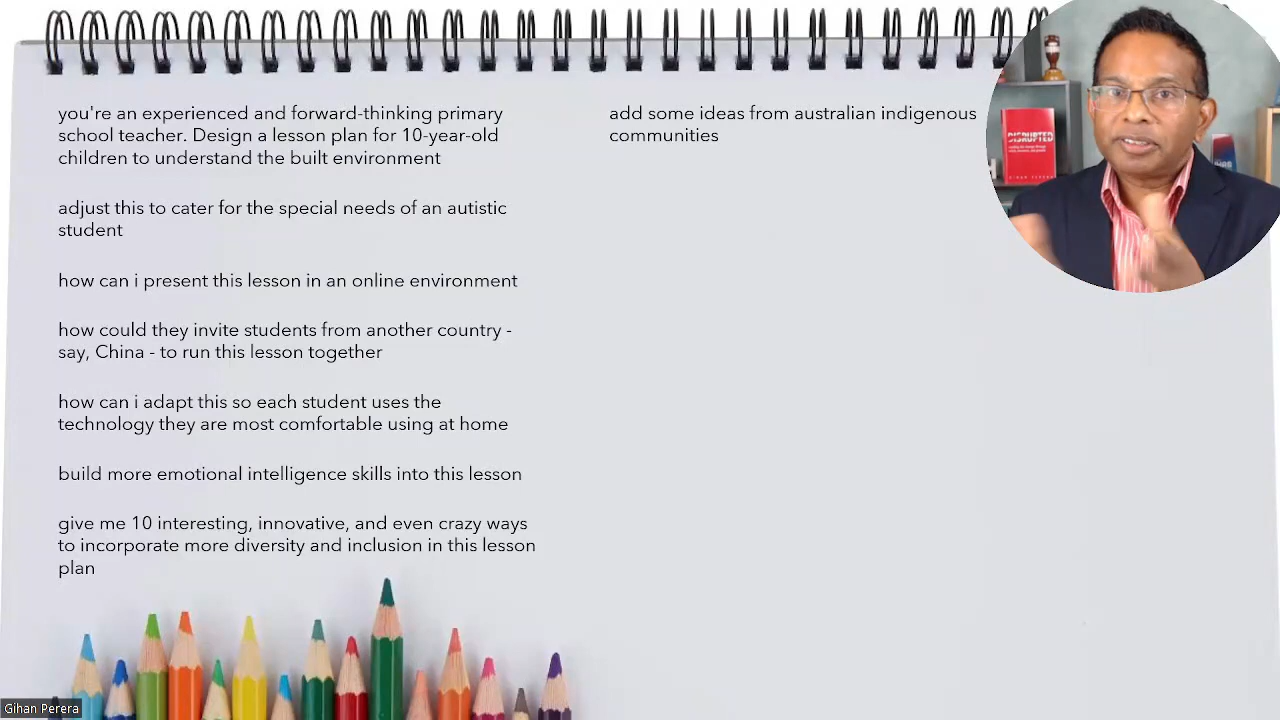 you're an experienced and forward-thinking primary
school teacher. Design a lesson plan for 10-year-old
children to understand the built environment
adjust this to cater for the special needs of an autistic
student
how can i present this lesson in an online environment
how could they invite students from another country -
say, China - to run this lesson together
how can i adapt this so each student uses the
technology they are most comfortable using at home
build more emotional intelligence skills into this lesson
give me 10 interesting, innovative, and even crazy ways
to incorporate more diversity and inclusion in this lesson
plan
add some ideas from australian indigenous
communities
DISRUPTED
GIHAN PERERA
Gihan Perera